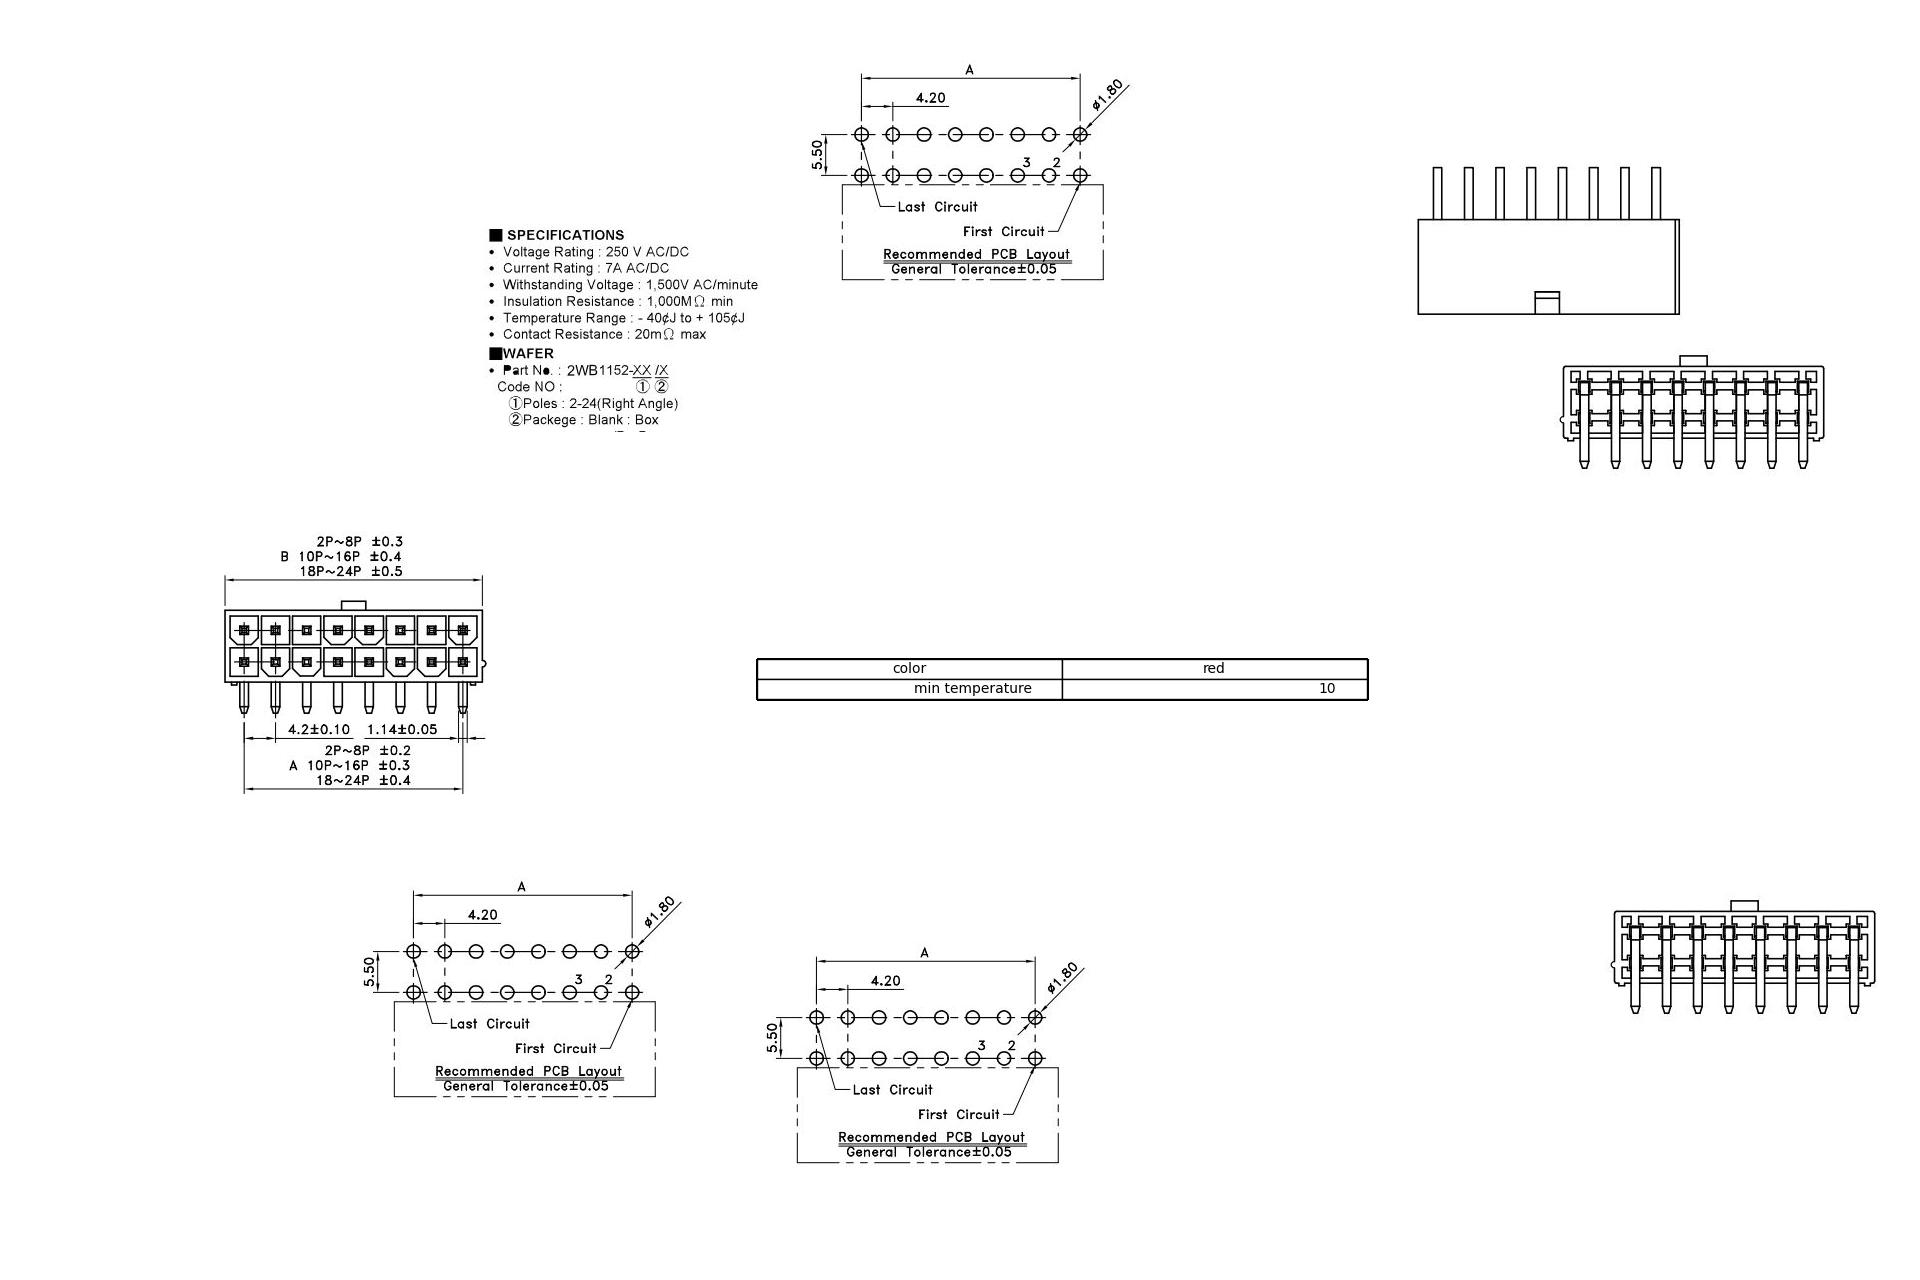 A
4.20
ø1.80
5.50
3 2
Last Circuit
First Circuit
Recommended PCB Layout
General Tolerance±0.05
■ SPECIFICATIONS
• Voltage Rating : 250 V AC/DC
• Current Rating : 7A AC/DC
• Withstanding Voltage : 1,500V AC/minute
• Insulation Resistance : 1,000MΩ min
• Temperature Range : - 40¢J to + 105¢J
• Contact Resistance : 20mΩ max
■WAFER
• Part No. : 2WB1152-XX /X
Code NO : ① ②
①Poles : 2-24(Right Angle)
②Packege : Blank : Box
2P~8P ±0.3
B 10P~16P ±0.4
18P~24P ±0.5
4.2±0.10 1.14±0.05
2P~8P ±0.2
A 10P~16P ±0.3
18~24P ±0.4
color red
min temperature 10
A
4.20
ø1.80
5.50
3 2
Last Circuit
First Circuit
Recommended PCB Layout
General Tolerance±0.05
A
4.20
ø1.80
5.50
3 2
Last Circuit
First Circuit
Recommended PCB Layout
General Tolerance±0.05